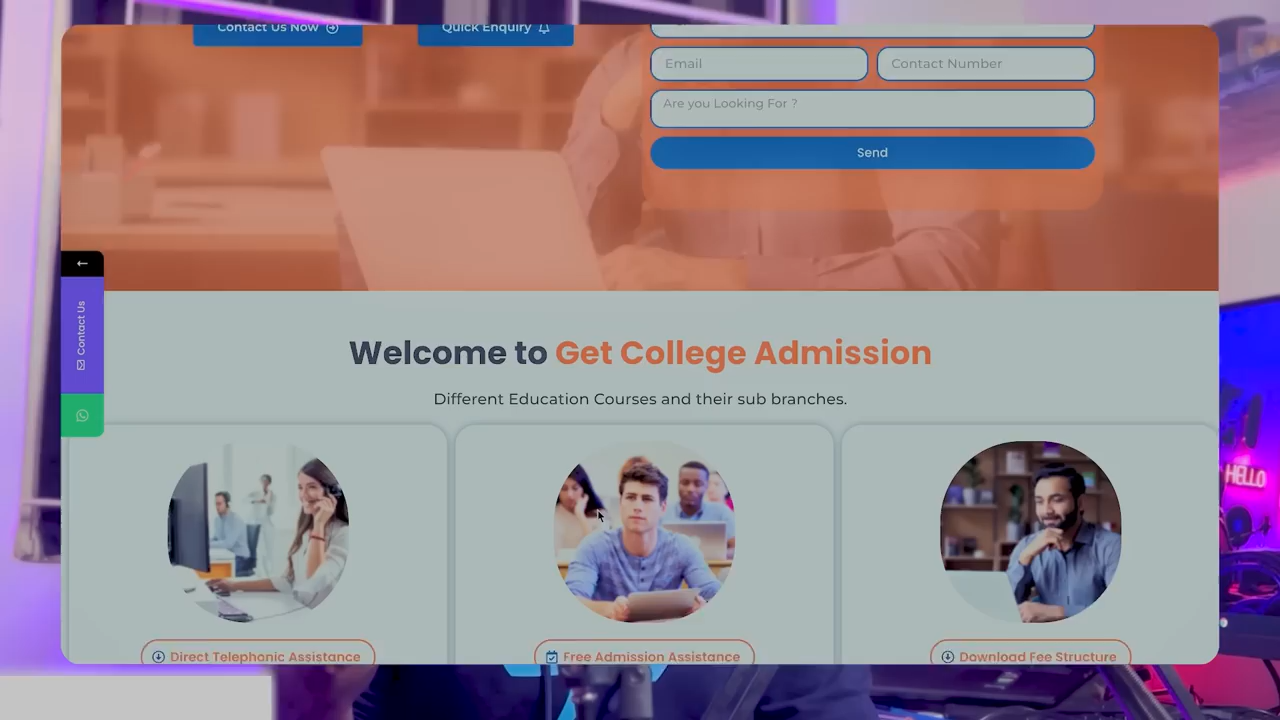 Contact Us Now
Quick Enquiry
Email
Contact Number
Are you Looking For ?
Send
Contact Us
Welcome to Get College Admission
Different Education Courses and their sub branches.
Direct Telephonic Assistance
Free Admission Assistance
Download Fee Structure
HELLO